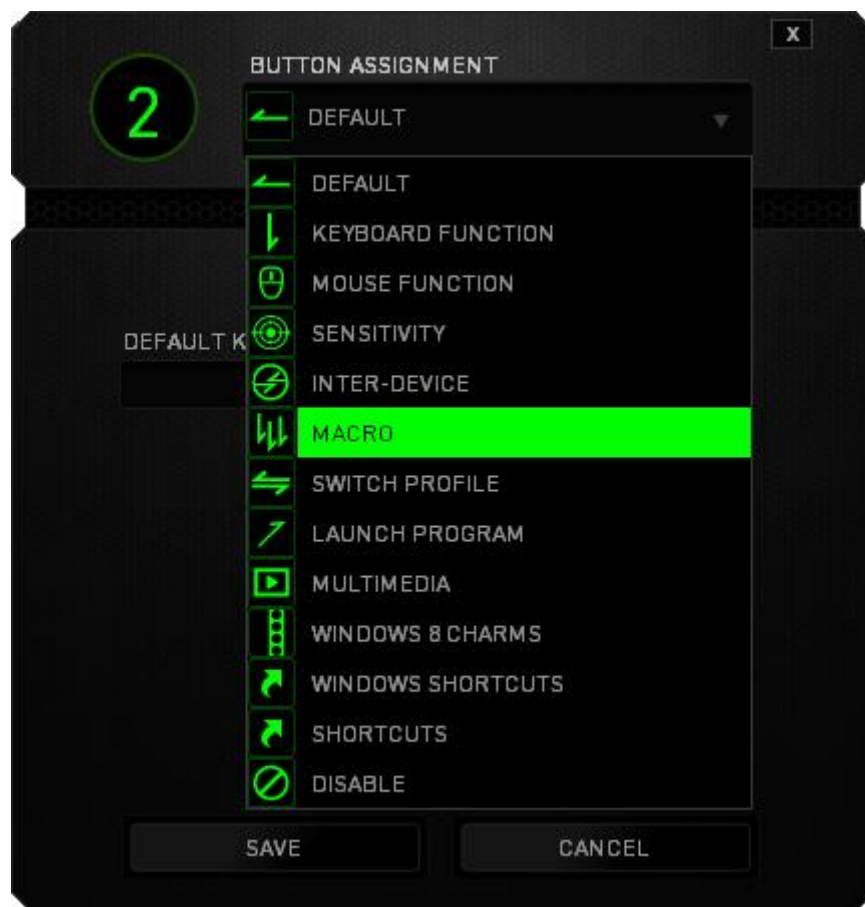 X
BUTTON ASSIGNMENT
2
DEFAULT
DEFAULT
KEYBOARD FUNCTION
MOUSE FUNCTION
SENSITIVITY
DEFAULT K
INTER-DEVICE
MACRO
SWITCH PROFILE
LAUNCH PROGRAM
MULTIMEDIA
WINDOWS 8 CHARMS
WINDOWS SHORTCUTS
SHORTCUTS
DISABLE
SAVE CANCEL